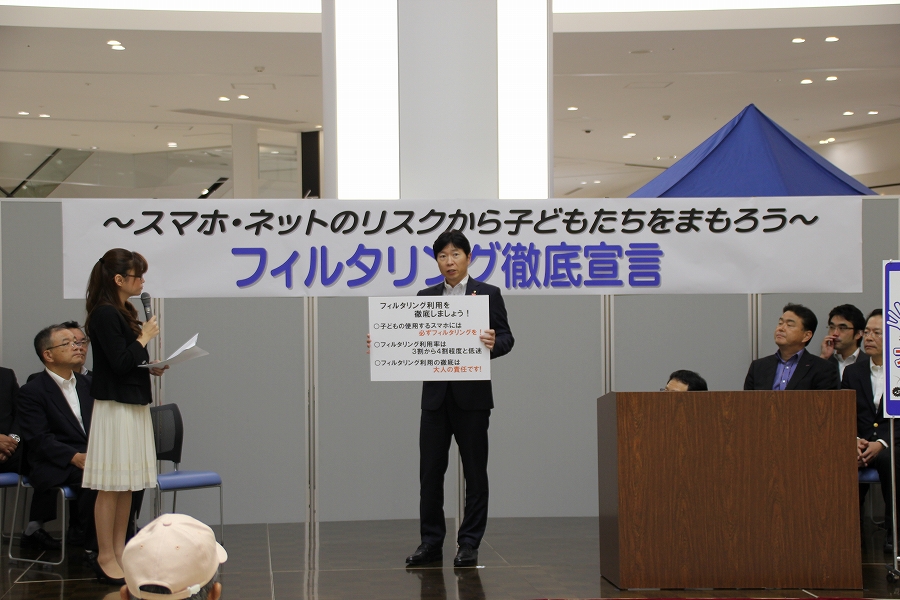 ～スマホ・ネットのリスクから子どもたちをまもろう～
フィルタリング徹底宣言
フィルタリング利用を
徹底しましょう！
○子どもの使用するスマホには
必ずフィルタリングを！
○フィルタリング利用率は
3割から4割程度と低迷
○フィルタリング利用の徹底は
大人の責任です！